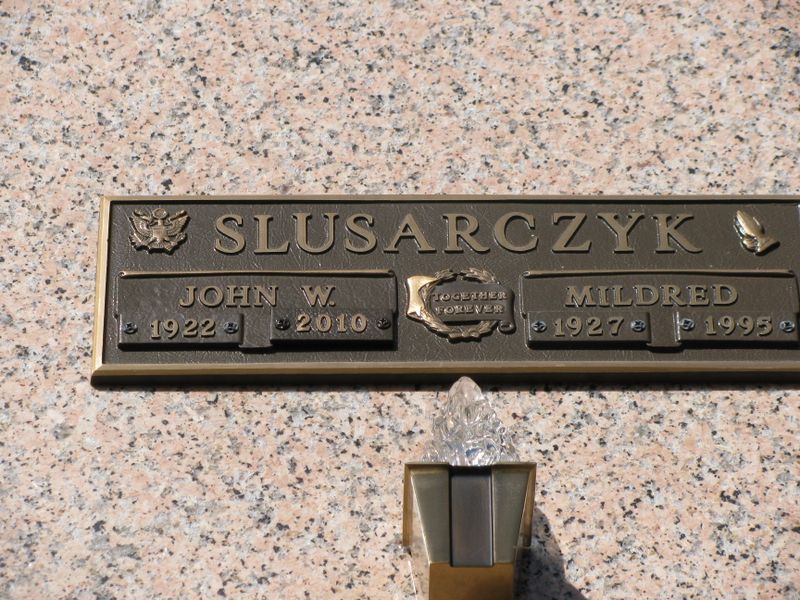 SLUSARCZYK
JOHN W.
1922 2010
TOGETHER
FOREVER
MILDRED
1927 1995